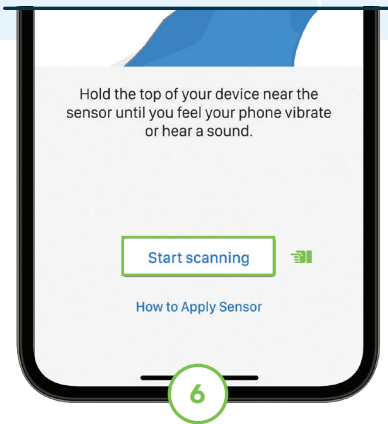 Hold the top of your device near the
sensor until you feel your phone vibrate
or hear a sound.
Start scanning
How to Apply Sensor
6